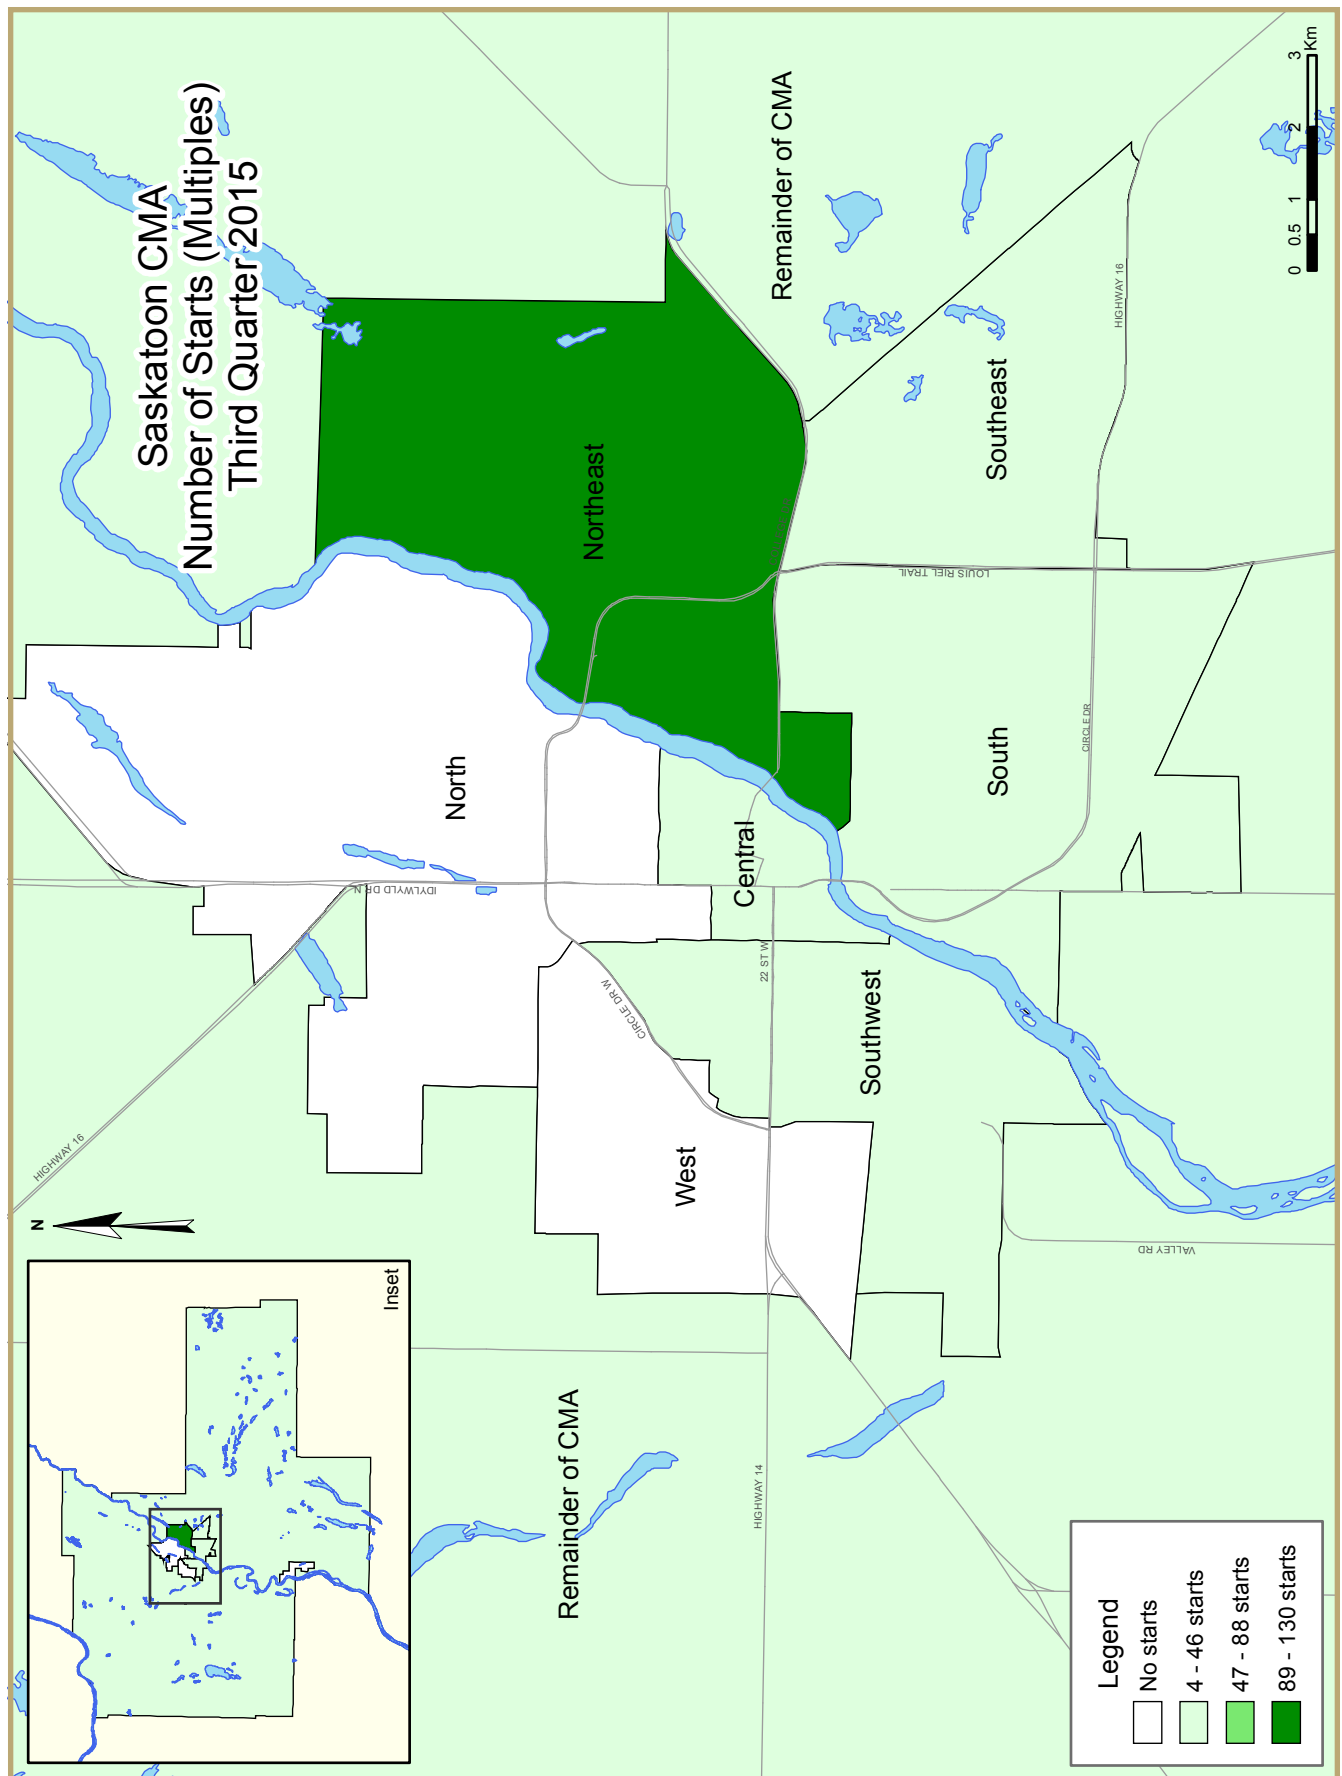 Saskatoon CMA
Number of Starts (Multiples)
Third Quarter 2015
N
Inset
HIGHWAY 16
IDYLWYLD DR N
North
Northeast
CIRCLE DR W
West
Central
22 ST W
Southwest
South
Southeast
LOUIS RIEL TRAIL
CIRCLE DR
HIGHWAY 16
VALLEY RD
HIGHWAY 14
Remainder of CMA
Remainder of CMA
Legend
No starts
4 - 46 starts
47 - 88 starts
89 - 130 starts
0 0.5 1 2 3
Km